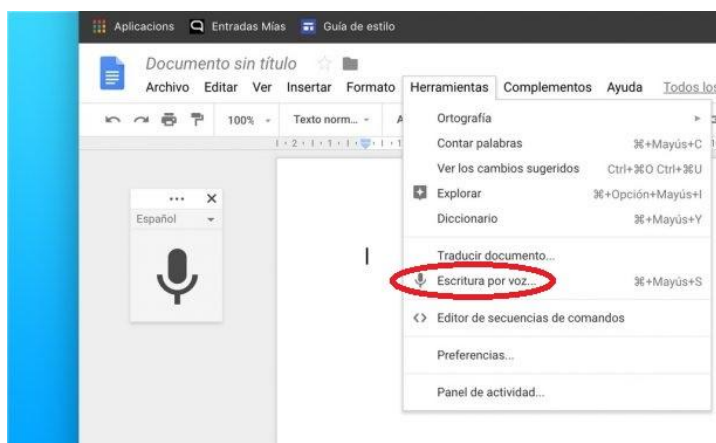 Aplicacions Entradas Mías Guía de estilo
Documento sin título
Archivo Editar Ver Insertar Formato Herramientas Complementos Ayuda Todos los
100% Texto norm...
Ortografía
Contar palabras ⌘+Mayús+C
Ver los cambios sugeridos Ctrl+⌘O Ctrl+⌘U
Explorar ⌘+Opción+Mayús+I
Diccionario ⌘+Mayús+Y
Traducir documento...
Escritura por voz... ⌘+Mayús+S
<> Editor de secuencias de comandos
Preferencias...
Panel de actividad...
Español